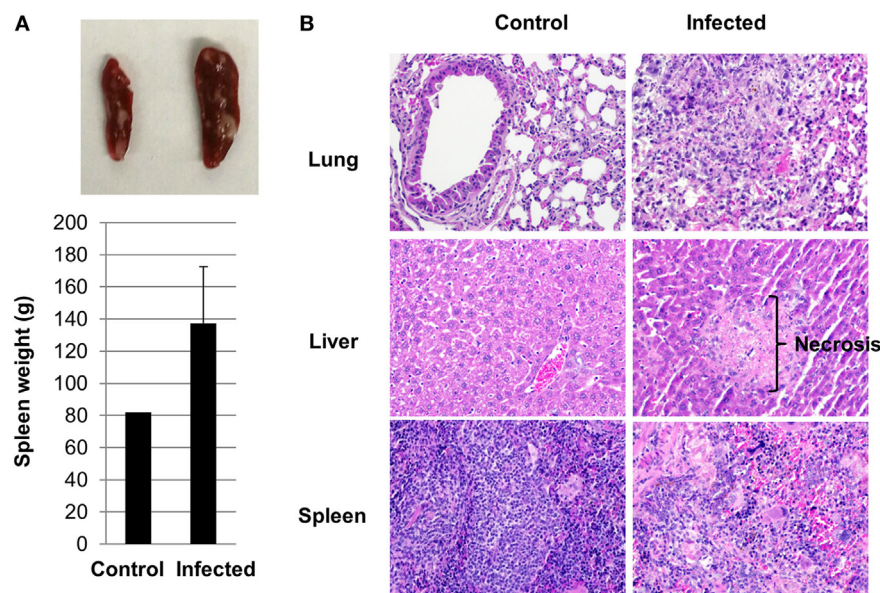 A
B
Control
Infected
Lung
Liver
Necrosis
Spleen
Spleen weight (g)
200
180
160
140
120
100
80
60
40
20
0
Control
Infected